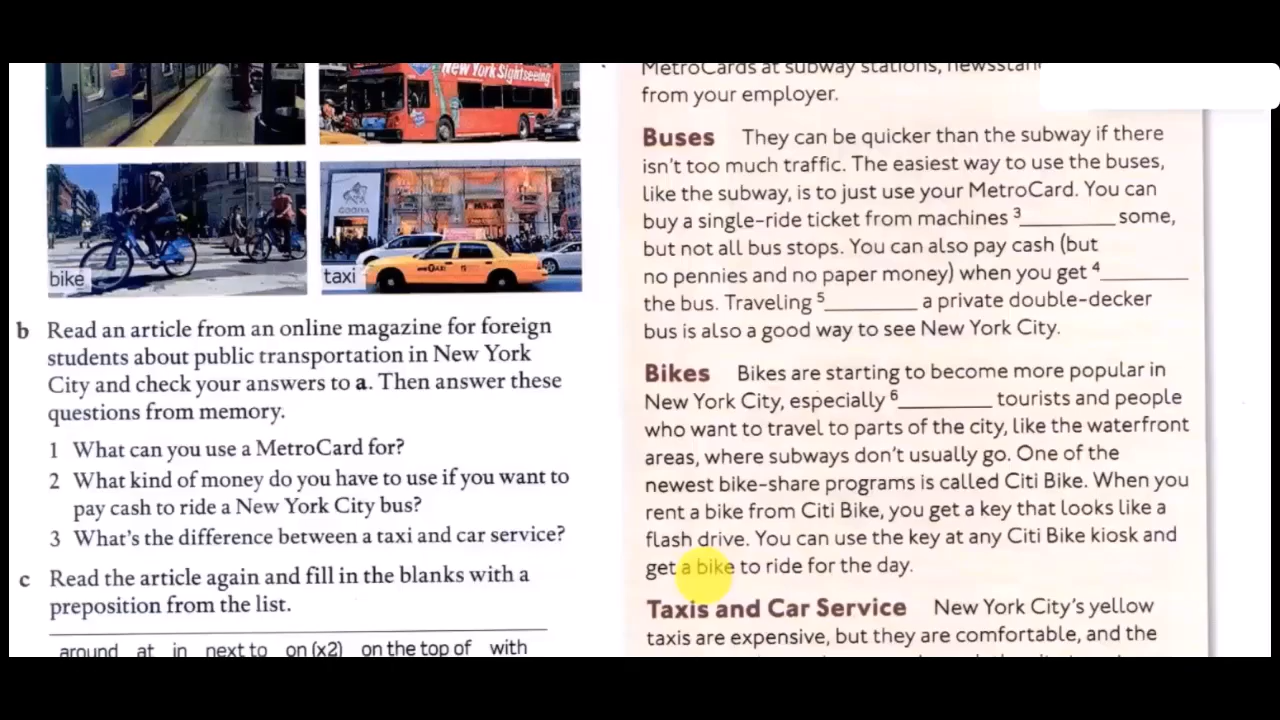 New York Sightseeing
GODIVA
TAXI
bike
taxi
b Read an article from an online magazine for foreign
students about public transportation in New York
City and check your answers to a. Then answer these
questions from memory.
1 What can you use a MetroCard for?
2 What kind of money do you have to use if you want to
pay cash to ride a New York City bus?
3 What's the difference between a taxi and car service?
c Read the article again and fill in the blanks with a
preposition from the list.
around at in next to on (x2) on the top of with
MetroCards at subway stations,
from your employer.
Buses They can be quicker than the subway if there
isn't too much traffic. The easiest way to use the buses,
like the subway, is to just use your MetroCard. You can
buy a single-ride ticket from machines 3________ some,
but not all bus stops. You can also pay cash (but
no pennies and no paper money) when you get 4________
the bus. Traveling 5________ a private double-decker
bus is also a good way to see New York City.
Bikes Bikes are starting to become more popular in
New York City, especially 6________ tourists and people
who want to travel to parts of the city, like the waterfront
areas, where subways don't usually go. One of the
newest bike-share programs is called Citi Bike. When you
rent a bike from Citi Bike, you get a key that looks like a
flash drive. You can use the key at any Citi Bike kiosk and
get a bike to ride for the day.
Taxis and Car Service New York City's yellow
taxis are expensive, but they are comfortable, and the